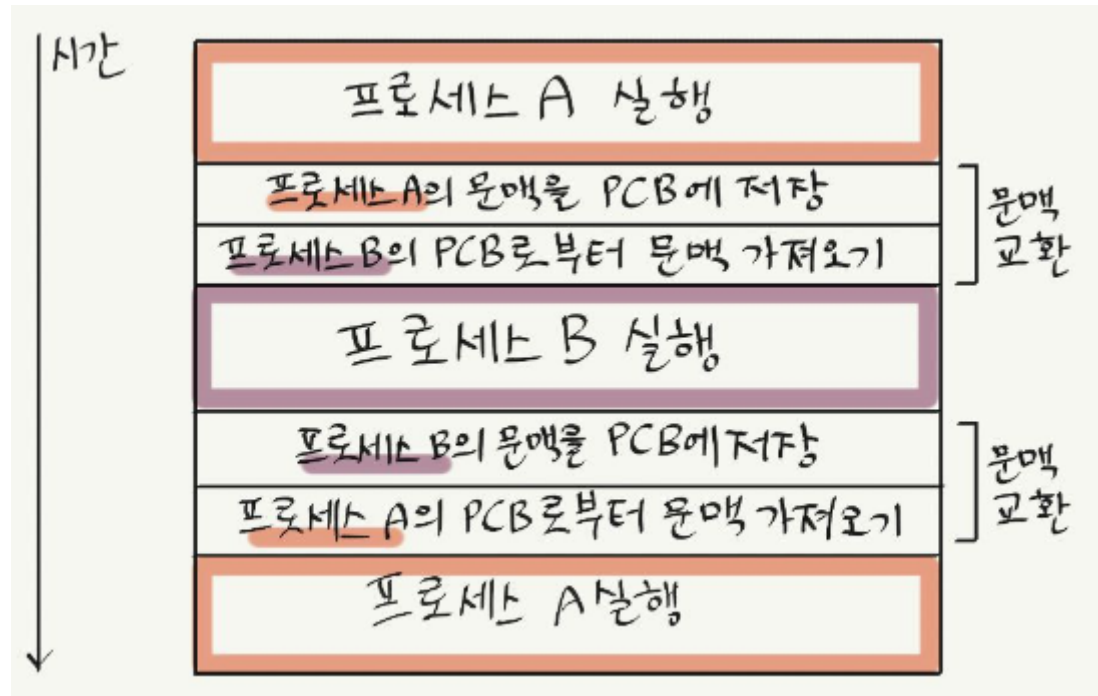 시간
프로세스 A 실행
프로세스 A의 문맥을 PCB에 저장
프로세스 B의 PCB로부터 문맥 가져오기
문맥
교환
프로세스 B 실행
프로세스 B의 문맥를 PCB에 저장
프로세스 A의 PCB로부터 문맥 가져오기
문맥
교환
프로세스 A 실행